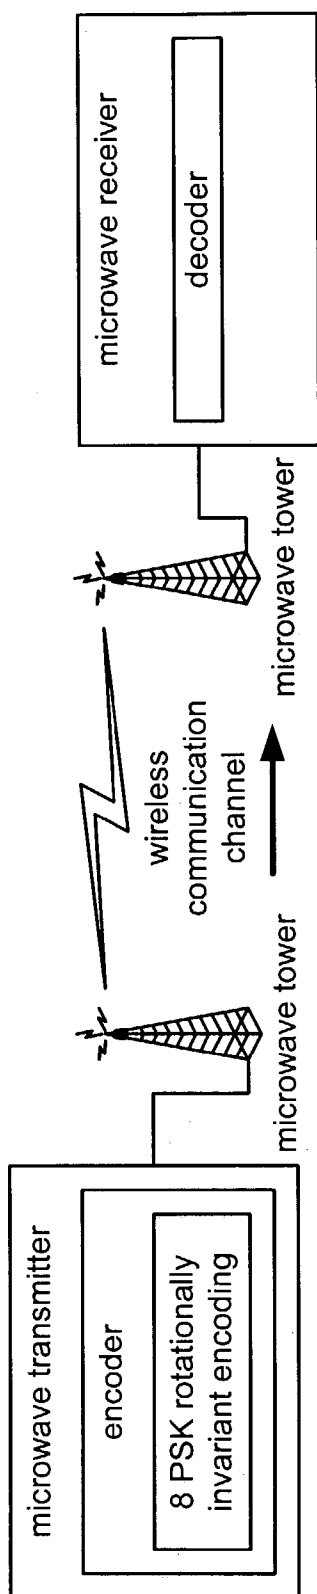 microwave transmitter
encoder
8 PSK rotationally
invariant encoding
microwave tower
wireless
communication
channel
microwave tower
microwave receiver
decoder